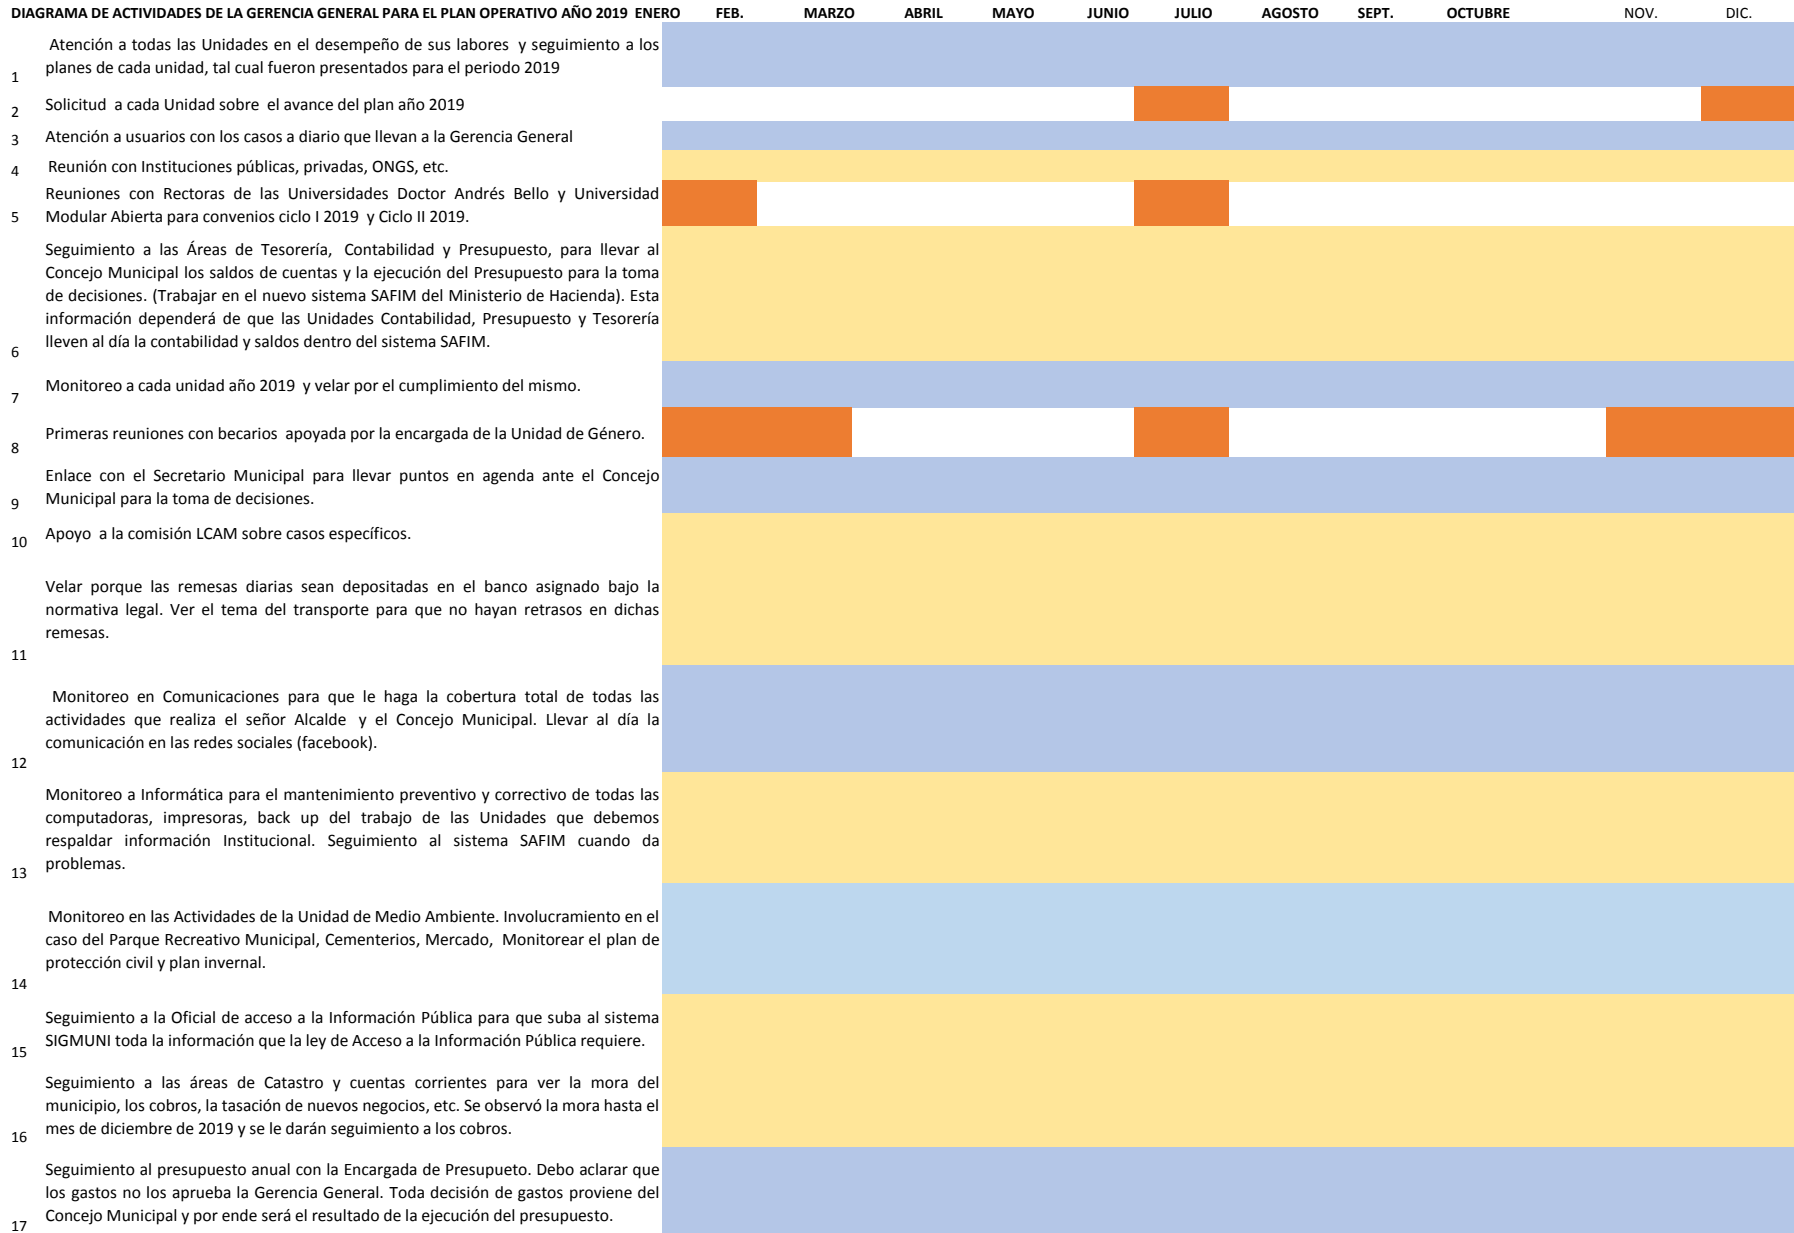 DIAGRAMA DE ACTIVIDADES DE LA GERENCIA GENERAL PARA EL PLAN OPERATIVO AÑO 2019 ENERO FEB. MARZO ABRIL MAYO JUNIO JULIO AGOSTO SEPT. OCTUBRE NOV. DIC.
Atención a todas las Unidades en el desempeño de sus labores y seguimiento a los
planes de cada unidad, tal cual fueron presentados para el periodo 2019
1
Solicitud a cada Unidad sobre el avance del plan año 2019
2
Atención a usuarios con los casos a diario que llevan a la Gerencia General
3
Reunión con Instituciones públicas, privadas, ONGS, etc.
4
Reuniones con Rectoras de las Universidades Doctor Andrés Bello y Universidad
Modular Abierta para convenios ciclo I 2019 y Ciclo II 2019.
5
Seguimiento a las Áreas de Tesorería, Contabilidad y Presupuesto, para llevar al
Concejo Municipal los saldos de cuentas y la ejecución del Presupuesto para la toma
de decisiones. (Trabajar en el nuevo sistema SAFIM del Ministerio de Hacienda). Esta
información dependerá de que las Unidades Contabilidad, Presupuesto y Tesorería
lleven al día la contabilidad y saldos dentro del sistema SAFIM.
6
Monitoreo a cada unidad año 2019 y velar por el cumplimiento del mismo.
7
Primeras reuniones con becarios apoyada por la encargada de la Unidad de Género.
8
Enlace con el Secretario Municipal para llevar puntos en agenda ante el Concejo
Municipal para la toma de decisiones.
9
Apoyo a la comisión LCAM sobre casos específicos.
10
Velar porque las remesas diarias sean depositadas en el banco asignado bajo la
normativa legal. Ver el tema del transporte para que no hayan retrasos en dichas
remesas.
11
Monitoreo en Comunicaciones para que le haga la cobertura total de todas las
actividades que realiza el señor Alcalde y el Concejo Municipal. Llevar al día la
comunicación en las redes sociales (facebook).
12
Monitoreo a Informática para el mantenimiento preventivo y correctivo de todas las
computadoras, impresoras, back up del trabajo de las Unidades que debemos
respaldar información Institucional. Seguimiento al sistema SAFIM cuando da
problemas.
13
Monitoreo en las Actividades de la Unidad de Medio Ambiente. Involucramiento en el
caso del Parque Recreativo Municipal, Cementerios, Mercado, Monitorear el plan de
protección civil y plan invernal.
14
Seguimiento a la Oficial de acceso a la Información Pública para que suba al sistema
SIGMUNI toda la información que la ley de Acceso a la Información Pública requiere.
15
Seguimiento a las áreas de Catastro y cuentas corrientes para ver la mora del
municipio, los cobros, la tasación de nuevos negocios, etc. Se observó la mora hasta el
mes de diciembre de 2019 y se le darán seguimiento a los cobros.
16
Seguimiento al presupuesto anual con la Encargada de Presupueto. Debo aclarar que
los gastos no los aprueba la Gerencia General. Toda decisión de gastos proviene del
Concejo Municipal y por ende será el resultado de la ejecución del presupuesto.
17